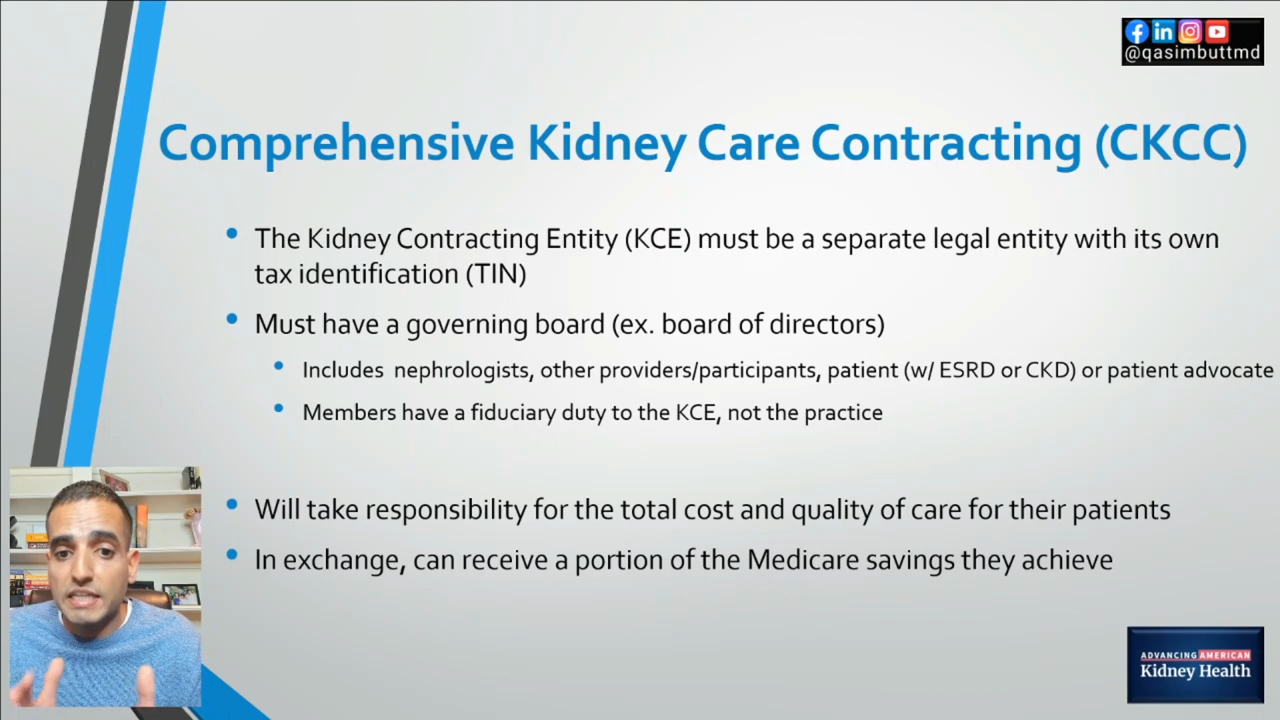 @qasimbuttmd
Comprehensive Kidney Care Contracting (CKCC)
• The Kidney Contracting Entity (KCE) must be a separate legal entity with its own
tax identification (TIN)
• Must have a governing board (ex. board of directors)
• Includes nephrologists, other providers/participants, patient (w/ ESRD or CKD) or patient advocate
• Members have a fiduciary duty to the KCE, not the practice
• Will take responsibility for the total cost and quality of care for their patients
• In exchange, can receive a portion of the Medicare savings they achieve
ADVANCING AMERICAN
Kidney Health